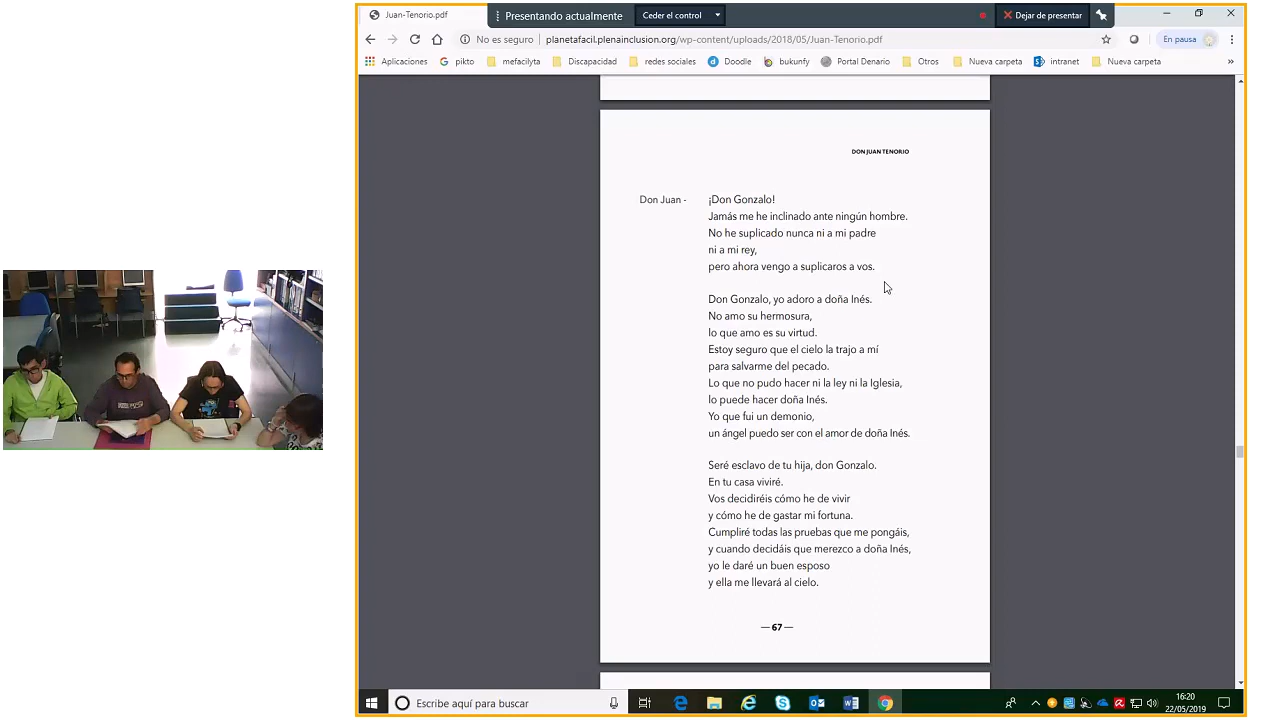 Juan-Tenorio.pdf
Presentando actualmente
Ceder el control
Dejar de presentar
No es seguro
planetafacil.plenainclusion.org/wp-content/uploads/2018/05/Juan-Tenorio.pdf
En pausa
Aplicaciones
pikto
mefacilyta
Discapacidad
redes sociales
Doodle
bukunfy
Portal Denario
Otros
Nueva carpeta
intranet
Nueva carpeta
DON JUAN TENORIO
Don Juan - ¡Don Gonzalo!
Jamás me he inclinado ante ningún hombre.
No he suplicado nunca ni a mi padre
ni a mi rey,
pero ahora vengo a suplicaros a vos.
Don Gonzalo, yo adoro a doña Inés.
No amo su hermosura,
lo que amo es su virtud.
Estoy seguro que el cielo la trajo a mí
para salvarme del pecado.
Lo que no pudo hacer ni la ley ni la Iglesia,
lo puede hacer doña Inés.
Yo que fui un demonio,
un ángel puedo ser con el amor de doña Inés.
Seré esclavo de tu hija, don Gonzalo.
En tu casa viviré.
Vos decidiréis cómo he de vivir
y cómo he de gastar mi fortuna.
Cumpliré todas las pruebas que me pongáis,
y cuando decidáis que merezco a doña Inés,
yo le daré un buen esposo
y ella me llevará al cielo.
— 67 —
Escribe aquí para buscar
16:20
22/05/2019